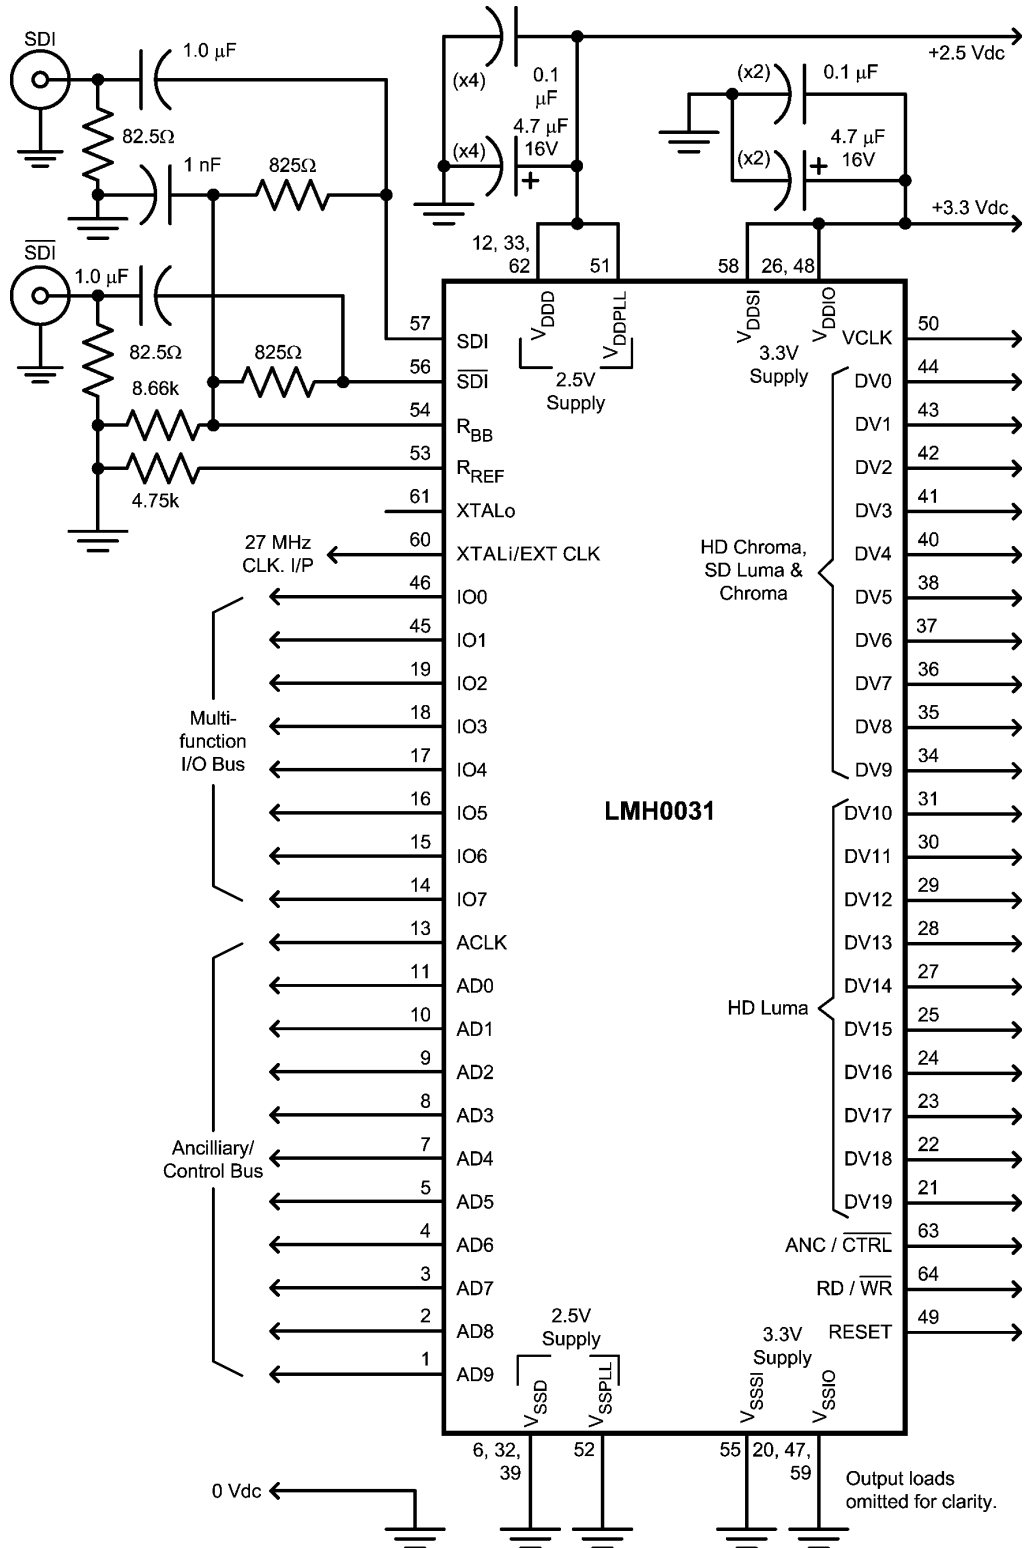 SDI
1.0 µF
82.5Ω
1 nF
825Ω
SDI
1.0 µF
82.5Ω
825Ω
8.66k
4.75k
(x4)
0.1
µF
(x4)
4.7 µF
16V
+
+2.5 Vdc
(x2)
0.1 µF
(x2)
4.7 µF
16V
+
+3.3 Vdc
12, 33,
62
51
58
26, 48
VDDD
VDDPLL
2.5V
Supply
VDDSI
VDDIO
3.3V
Supply
57 SDI
56 SDI
54 RBB
53 RREF
61 XTALo
27 MHz
CLK. I/P
60 XTALi/EXT CLK
46 IO0
45 IO1
19 IO2
18 IO3
17 IO4
16 IO5
15 IO6
14 IO7
Multi-
function
I/O Bus
13 ACLK
11 AD0
10 AD1
9 AD2
8 AD3
7 AD4
5 AD5
4 AD6
3 AD7
2 AD8
1 AD9
Ancilliary/
Control Bus
LMH0031
VCLK 50
DV0 44
DV1 43
DV2 42
DV3 41
DV4 40
DV5 38
DV6 37
DV7 36
DV8 35
DV9 34
HD Chroma,
SD Luma &
Chroma
DV10 31
DV11 30
DV12 29
DV13 28
DV14 27
DV15 25
DV16 24
DV17 23
DV18 22
DV19 21
HD Luma
ANC / CTRL 63
RD / WR 64
RESET 49
2.5V
Supply
VSSD
VSSPLL
3.3V
Supply
VSSSI
VSSIO
6, 32,
39
52
55
20, 47,
59
0 Vdc
Output loads
omitted for clarity.